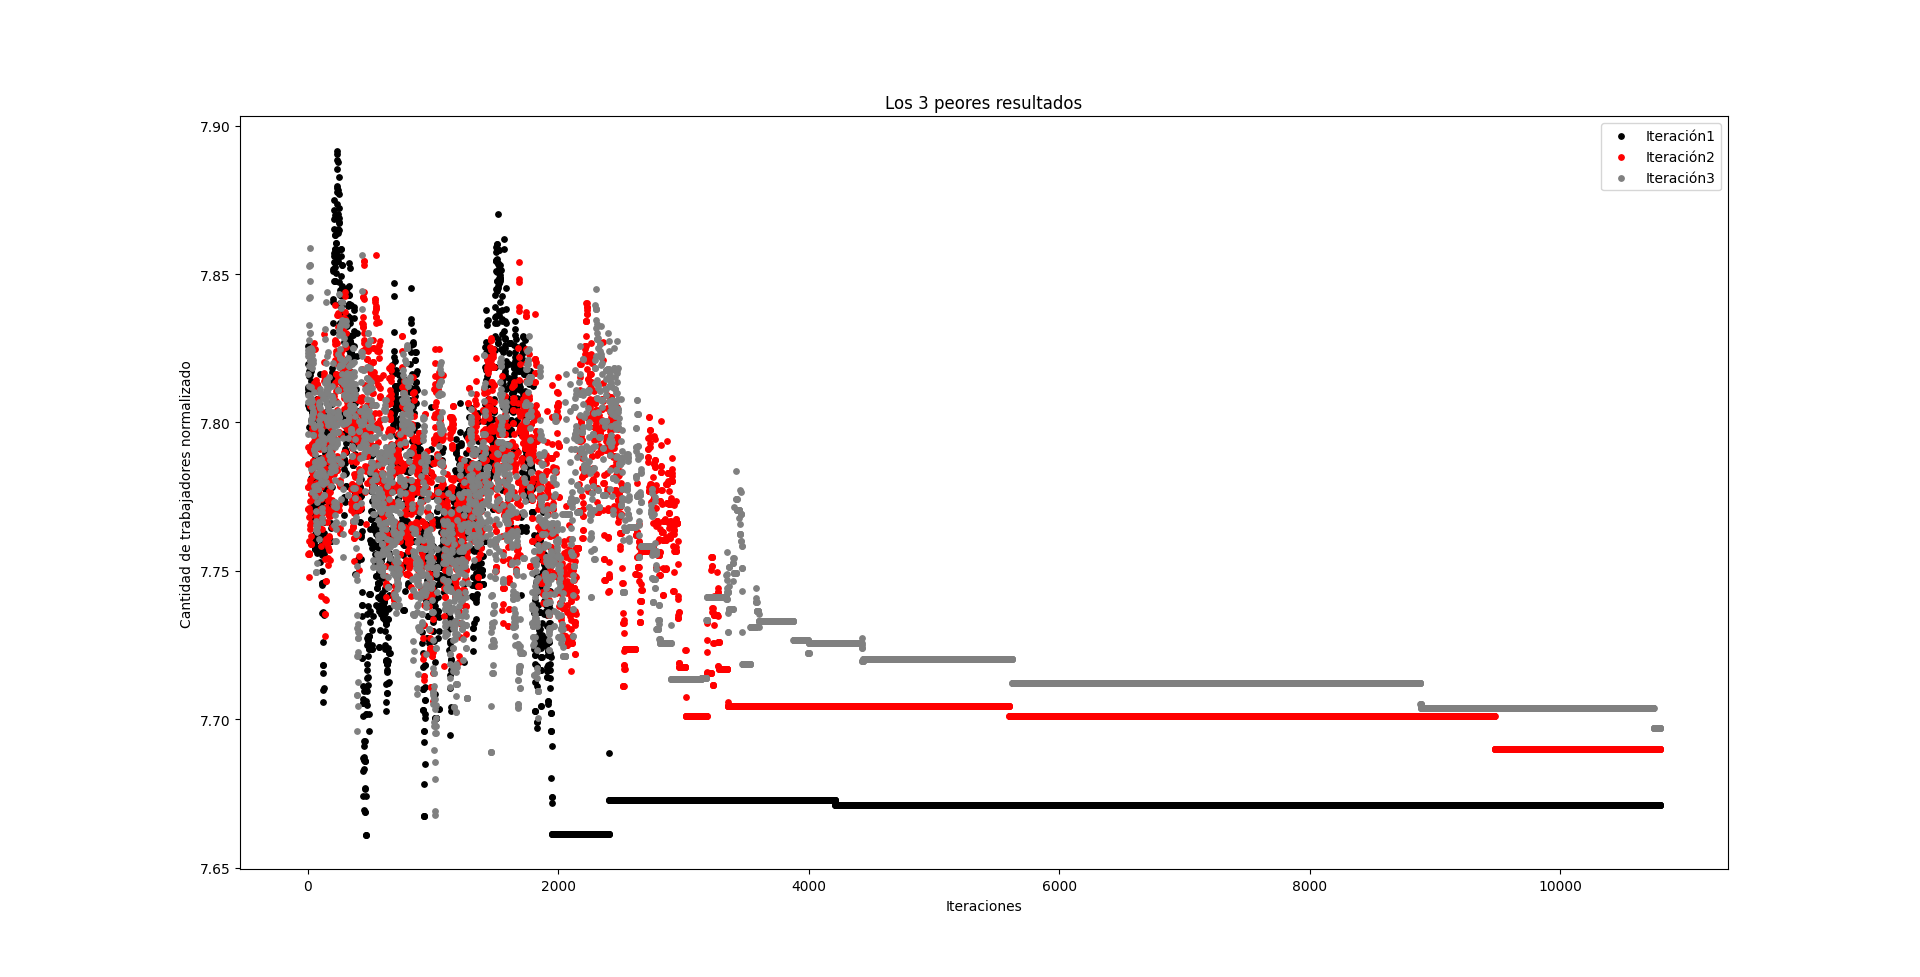 Los 3 peores resultados
7.90
7.85
7.80
7.75
7.70
7.65
Cantidad de trabajadores normalizado
Iteración1
Iteración2
Iteración3
0
2000
4000
6000
8000
10000
Iteraciones